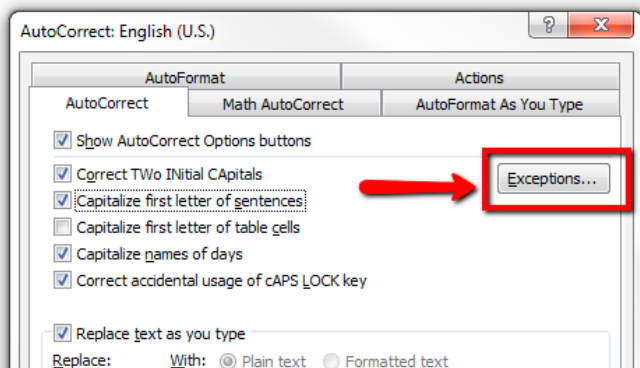 AutoCorrect: English (U.S.)
AutoFormat Actions
AutoCorrect Math AutoCorrect AutoFormat As You Type
Show AutoCorrect Options buttons
Correct TWo INitial CApitals Exceptions...
Capitalize first letter of sentences
Capitalize first letter of table cells
Capitalize names of days
Correct accidental usage of cAPS LOCK key
Replace text as you type
Replace: With: Plain text Formatted text